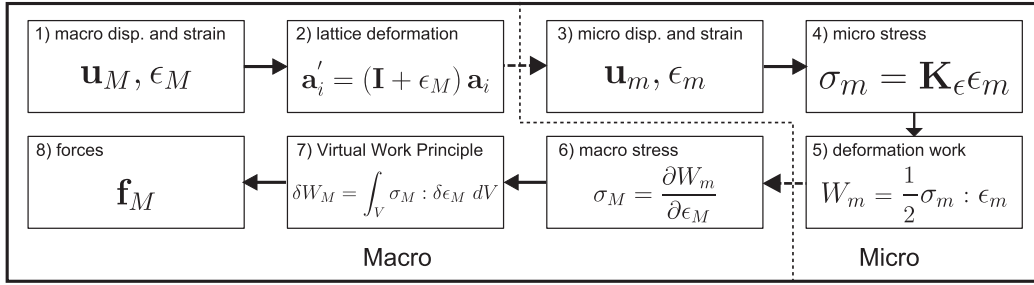 1) macro disp. and strain
𝐮_M, ϵ_M
2) lattice deformation
𝐚_i′ = (𝐈 + ϵ_M) 𝐚_i
3) micro disp. and strain
𝐮_m, ϵ_m
4) micro stress
σ_m = 𝐊_ϵ ϵ_m
5) deformation work
W_m = 1/2 σ_m : ϵ_m
6) macro stress
σ_M = ∂W_m/∂ϵ_M
7) Virtual Work Principle
δW_M = ∫_V σ_M : δϵ_M dV
8) forces
𝐟_M
Macro
Micro